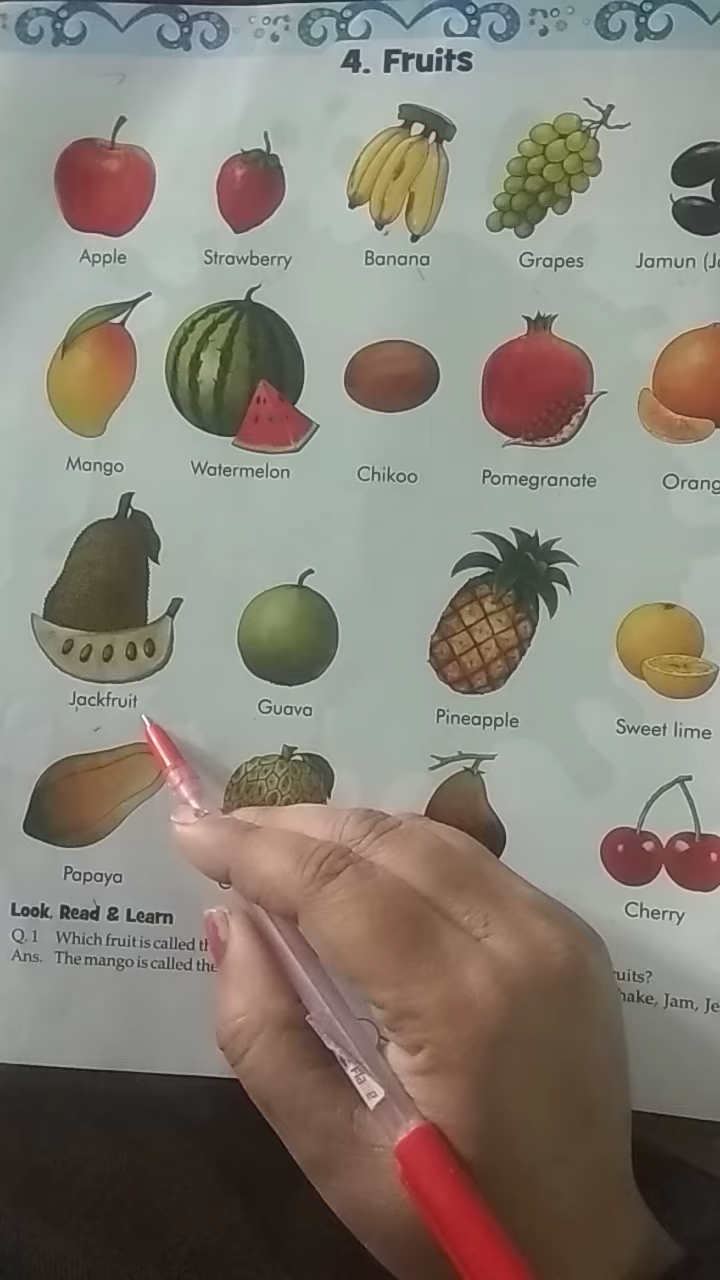 4. Fruits
Apple Strawberry Banana Grapes Jamun
Mango Watermelon Chikoo Pomegranate
Jackfruit Guava Pineapple Sweet lime
Papaya Cherry
Look, Read & Learn
Q.1 Which fruit is called
Ans. The mango is called the
Jam,